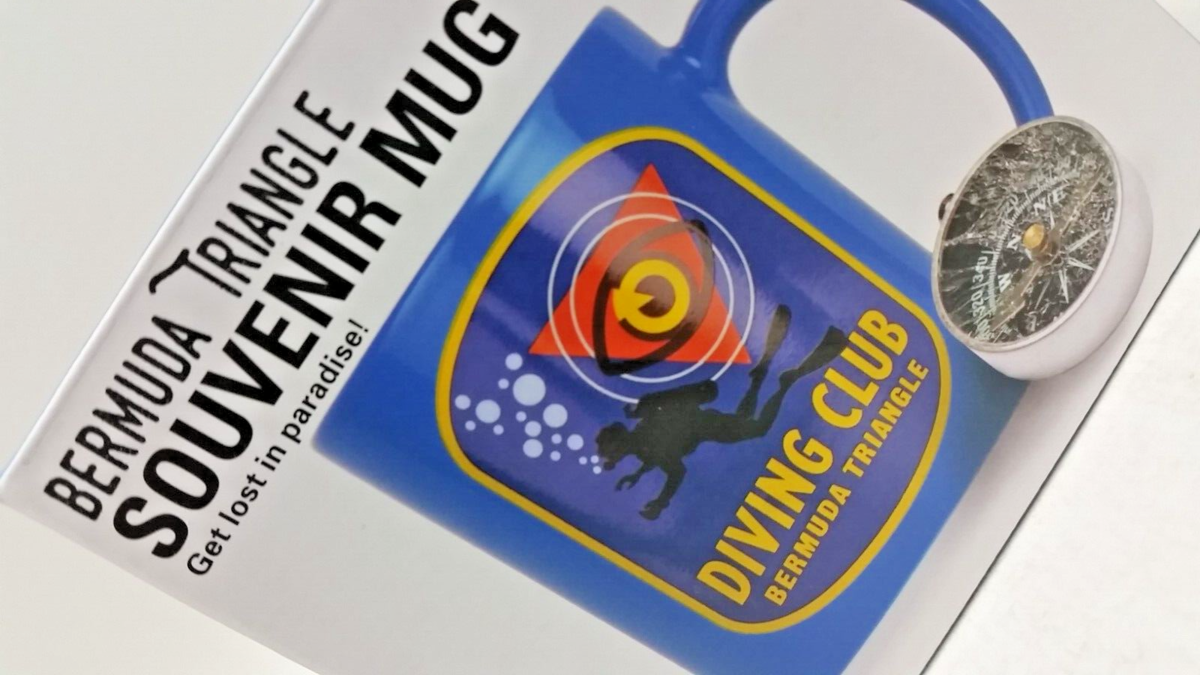 BERMUDA TRIANGLE
SOUVENIR MUG
Get lost in paradise!
DIVING CLUB
BERMUDA TRIANGLE
N/E
N
W
S